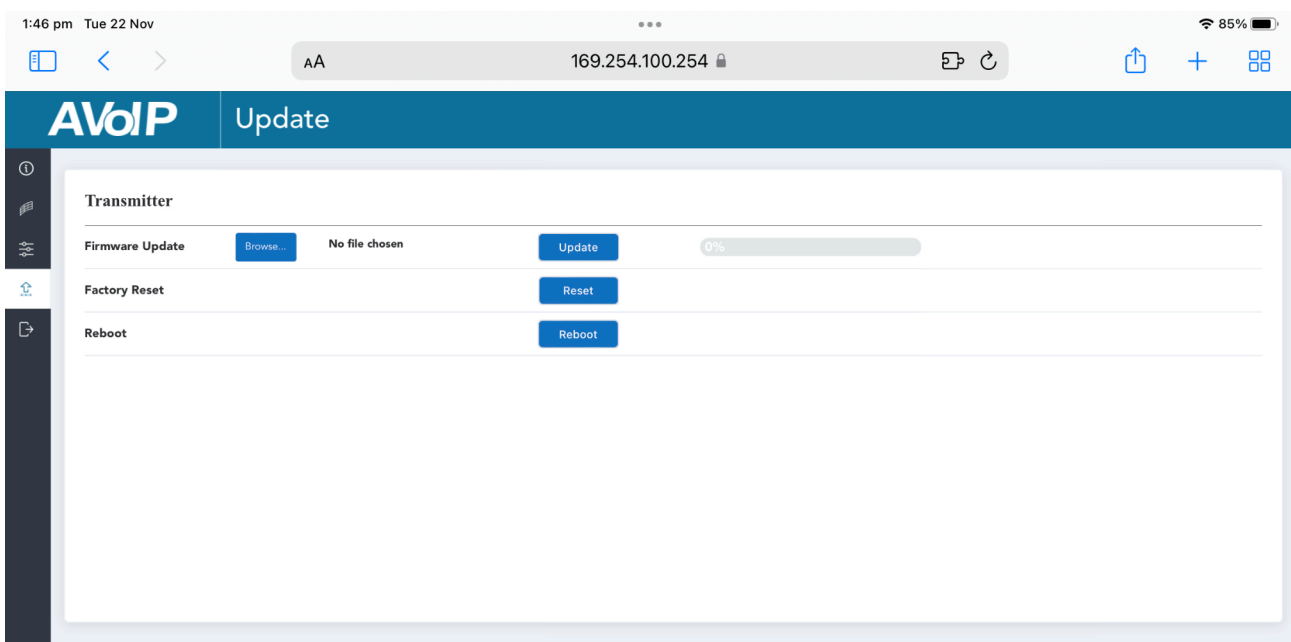 1:46 pm Tue 22 Nov
85%
AA
169.254.100.254
AVoIP
Update
Transmitter
Firmware Update Browse... No file chosen Update 0%
Factory Reset Reset
Reboot Reboot